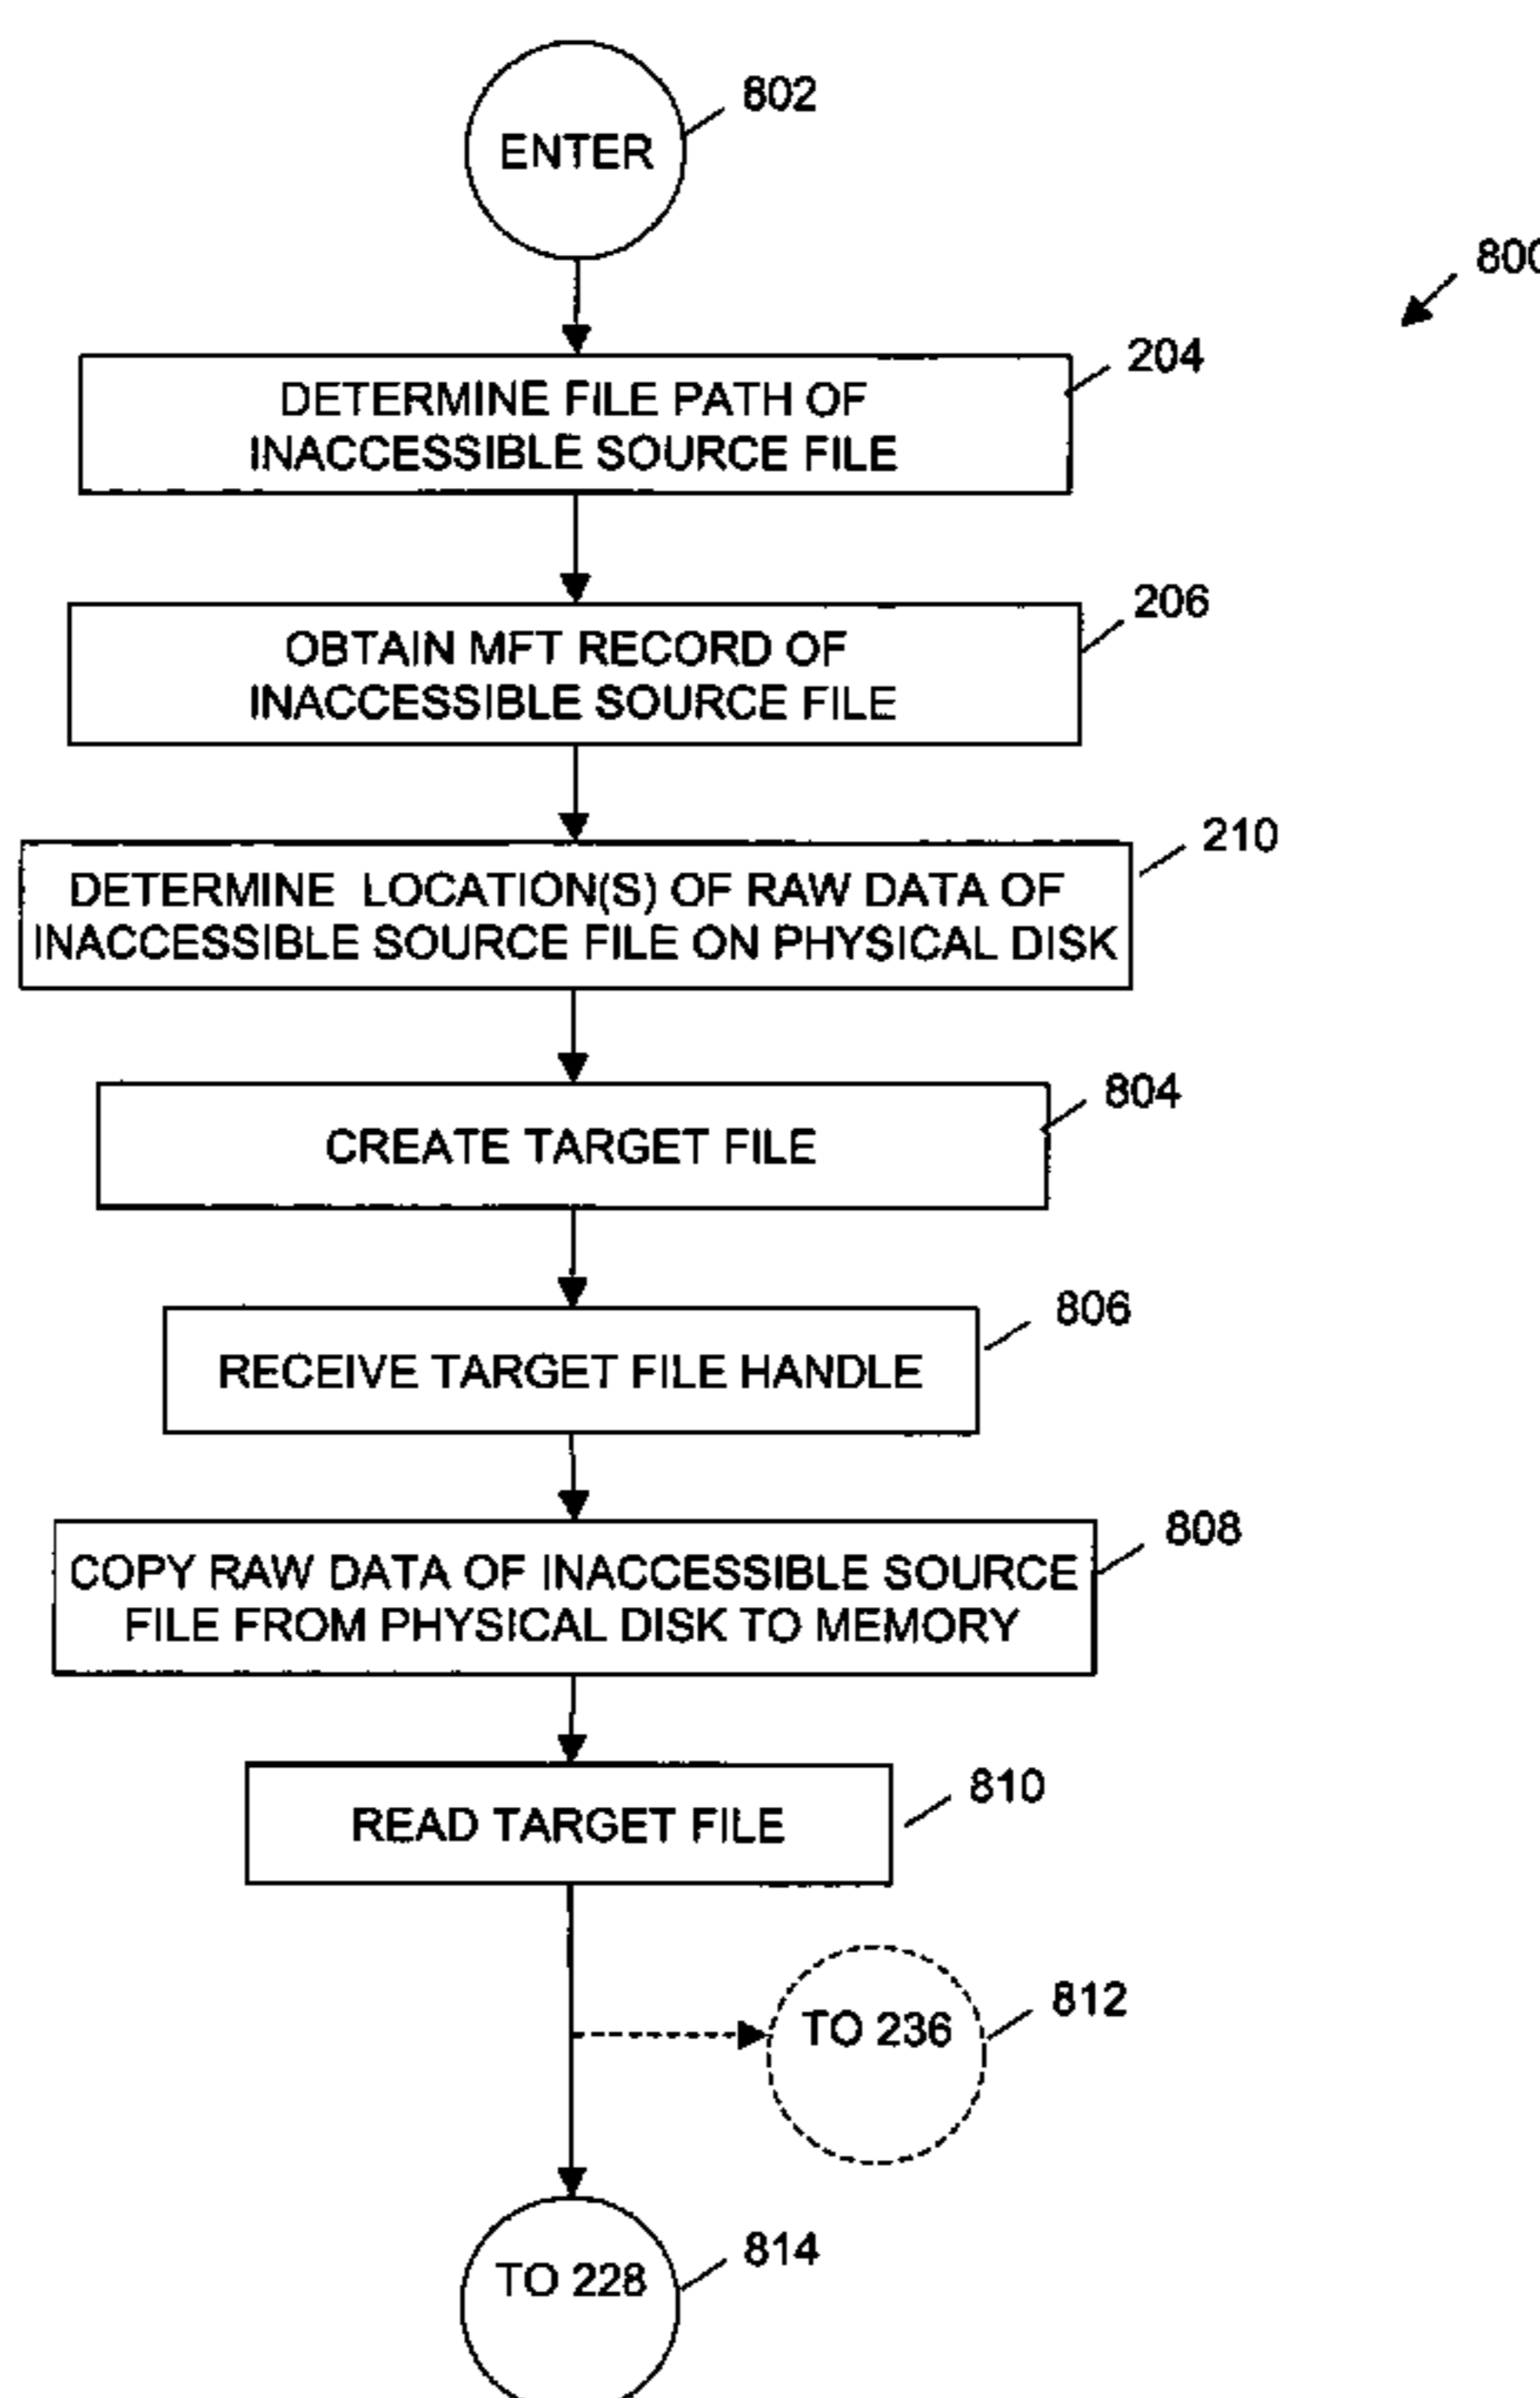 802
ENTER
800
204
DETERMINE FILE PATH OF
INACCESSIBLE SOURCE FILE
206
OBTAIN MFT RECORD OF
INACCESSIBLE SOURCE FILE
210
DETERMINE LOCATION(S) OF RAW DATA OF
INACCESSIBLE SOURCE FILE ON PHYSICAL DISK
804
CREATE TARGET FILE
806
RECEIVE TARGET FILE HANDLE
808
COPY RAW DATA OF INACCESSIBLE SOURCE
FILE FROM PHYSICAL DISK TO MEMORY
810
READ TARGET FILE
812
TO 236
814
TO 228